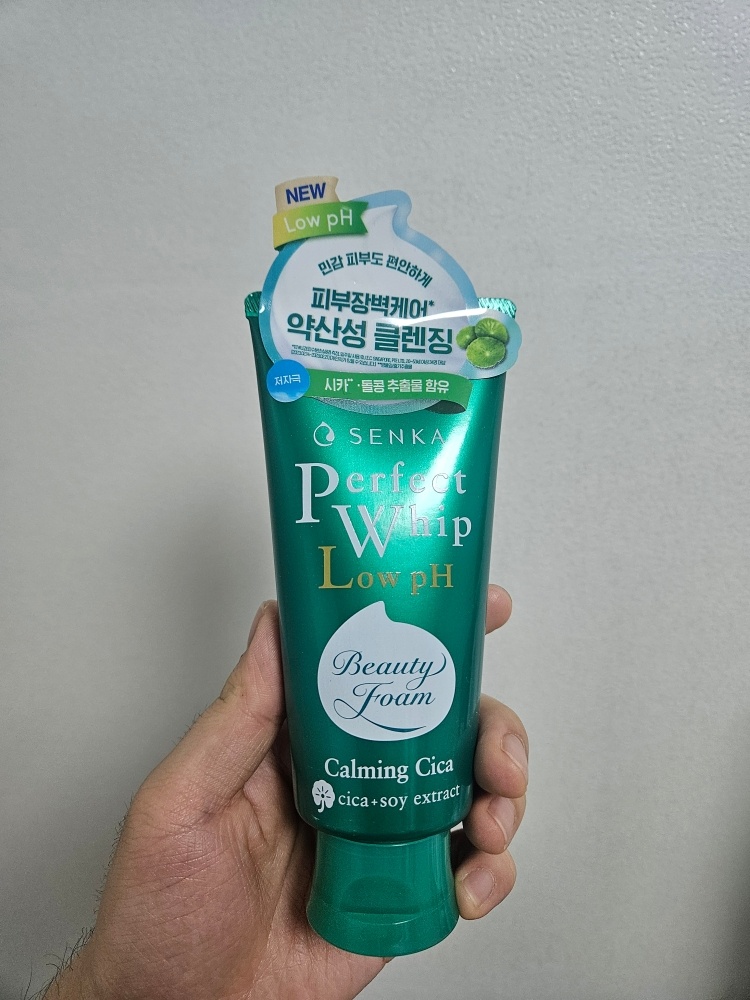 NEW
Low pH
민감 피부도 편안하게
피부장벽케어*
약산성 클렌징
저자극
시카** ·돌콩 추출물 함유
SENKA
Perfect
Whip
Low pH
Beauty
Foam
Calming Cica
cica+soy extract